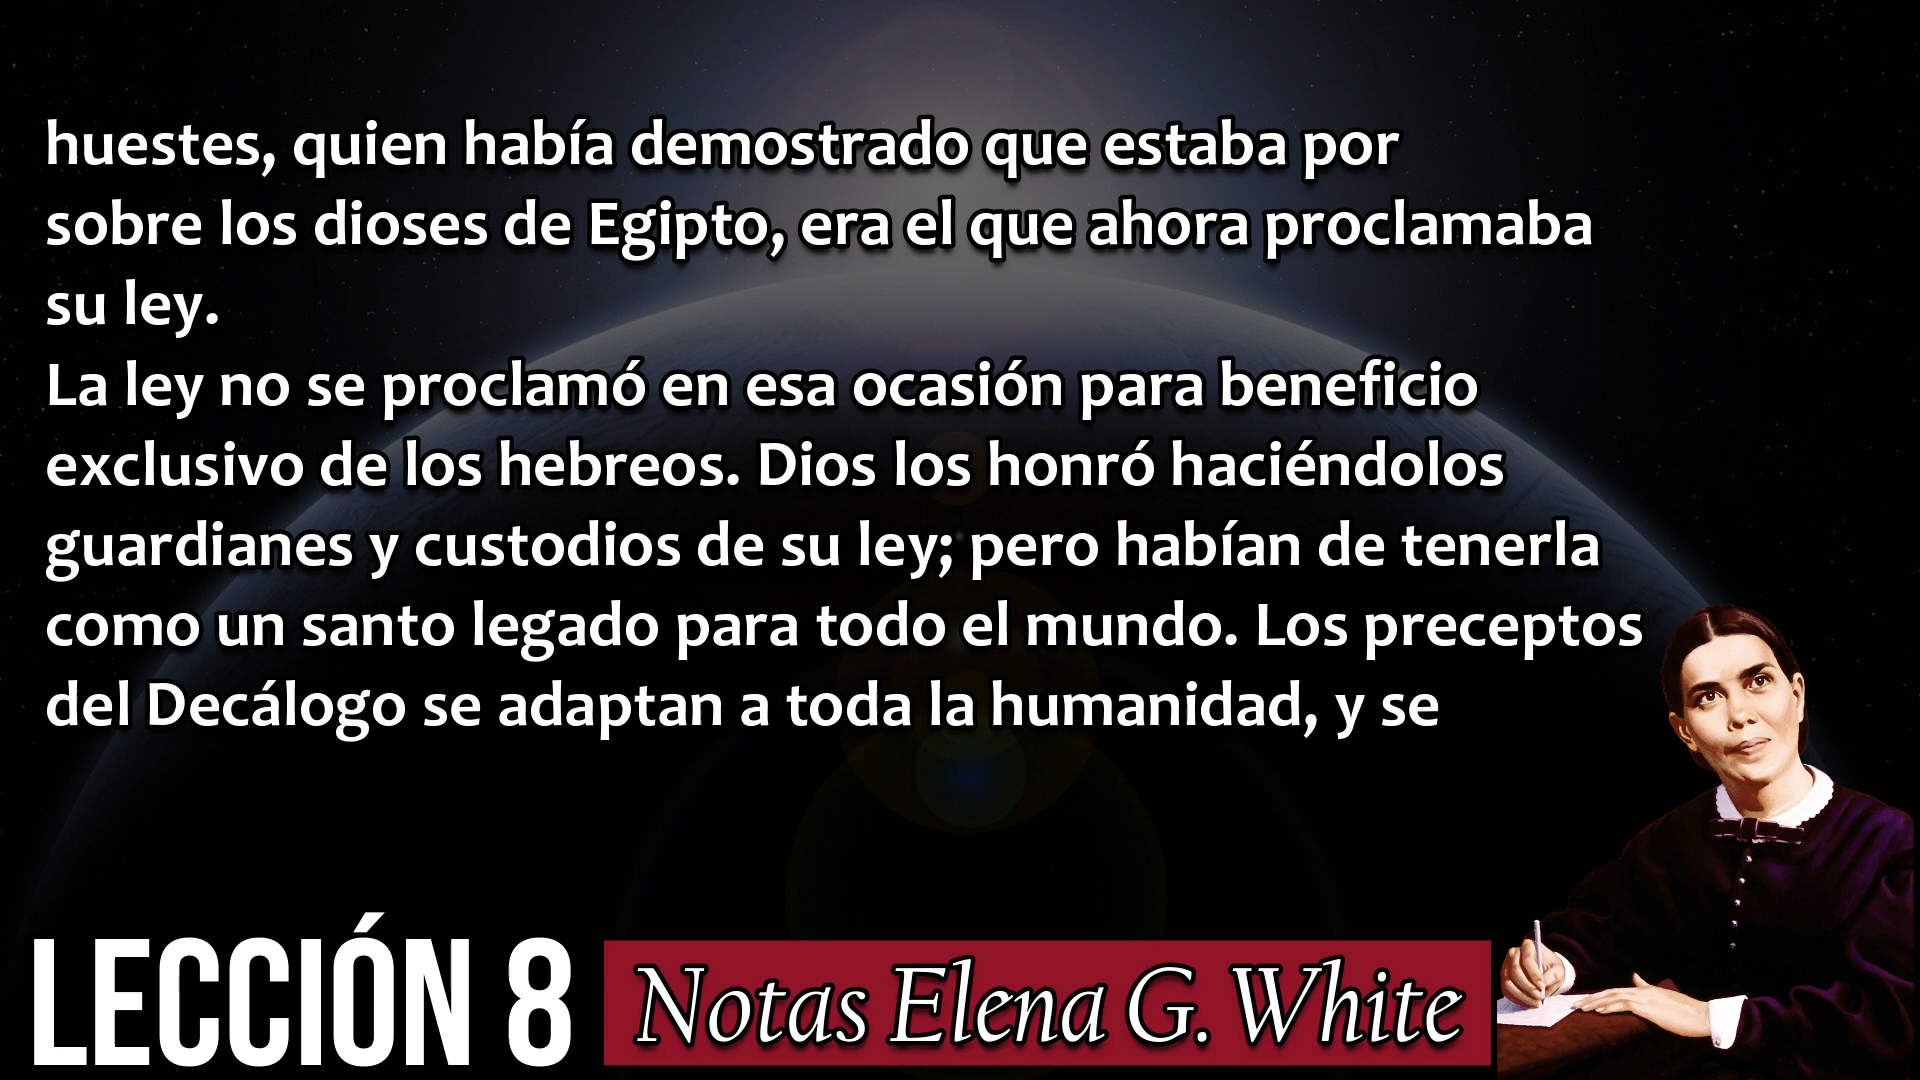 huestes, quien había demostrado que estaba por
sobre los dioses de Egipto, era el que ahora proclamaba
su ley.
La ley no se proclamó en esa ocasión para beneficio
exclusivo de los hebreos. Dios los honró haciéndolos
guardianes y custodios de su ley; pero habían de tenerla
como un santo legado para todo el mundo. Los preceptos
del Decálogo se adaptan a toda la humanidad, y se
LECCIÓN 8
Notas Elena G. White